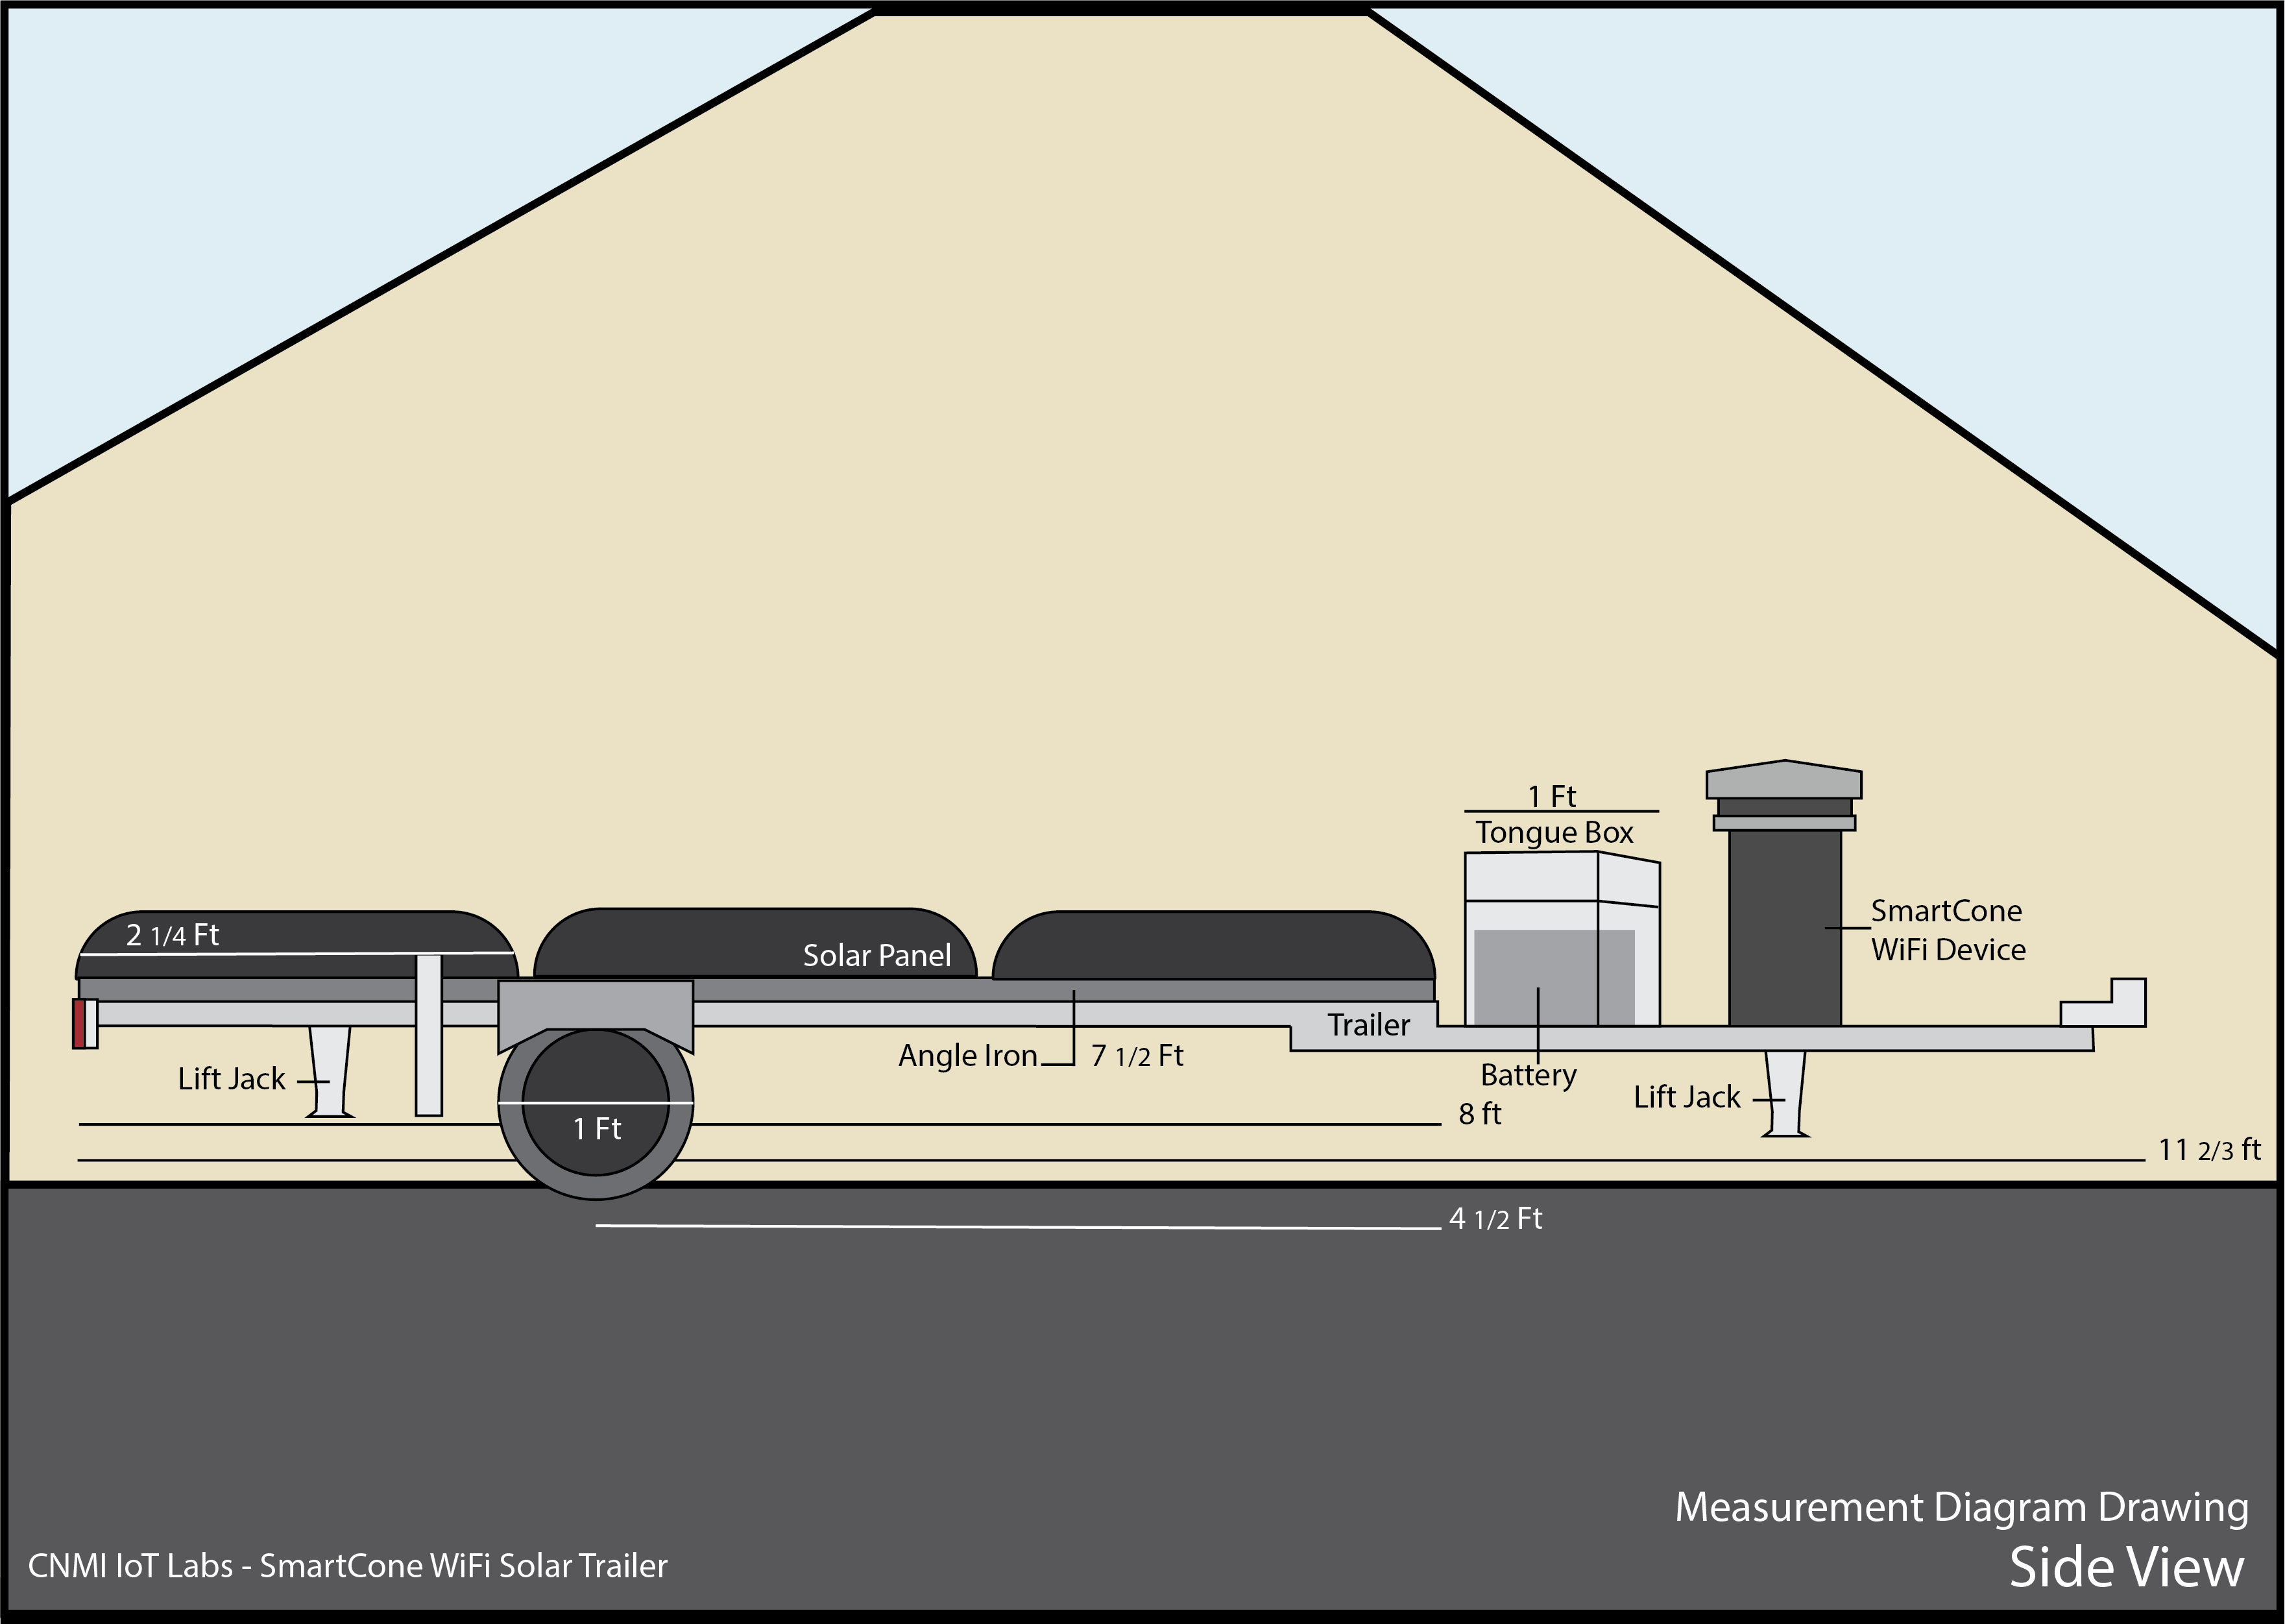 1 Ft
Tongue Box
SmartCone
WiFi Device
2 1/4 Ft
Solar Panel
Trailer
Angle Iron
7 1/2 Ft
Battery
Lift Jack
Lift Jack
8 ft
1 Ft
11 2/3 ft
4 1/2 Ft
Measurement Diagram Drawing
CNMI IoT Labs - SmartCone WiFi Solar Trailer
Side View